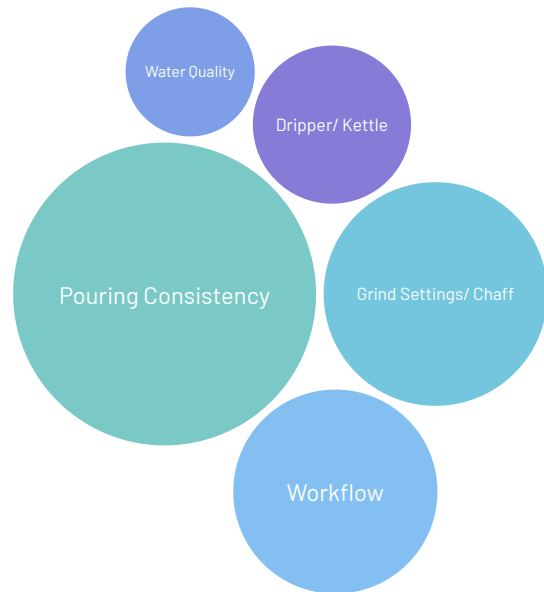 Water Quality
Dripper/ Kettle
Pouring Consistency
Grind Settings/ Chaff
Workflow